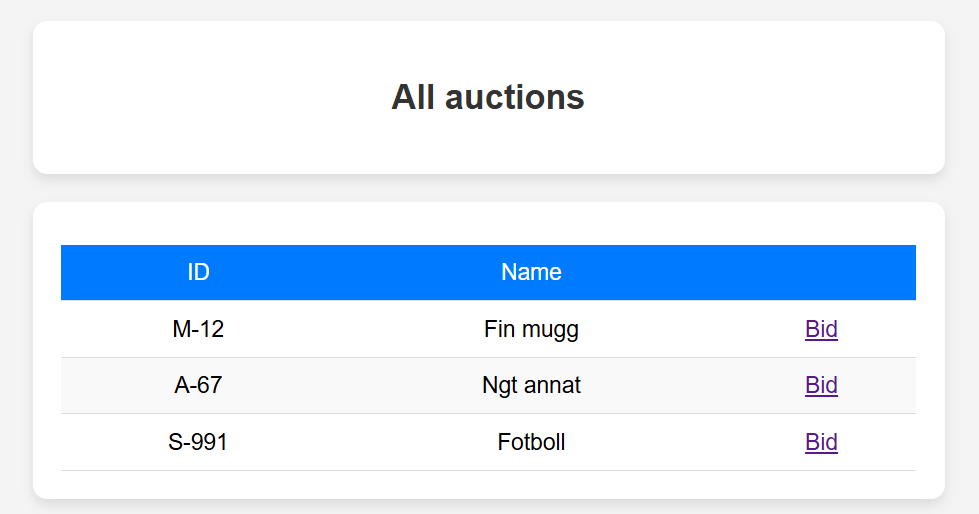 All auctions
ID Name
M-12 Fin mugg Bid
A-67 Ngt annat Bid
S-991 Fotboll Bid